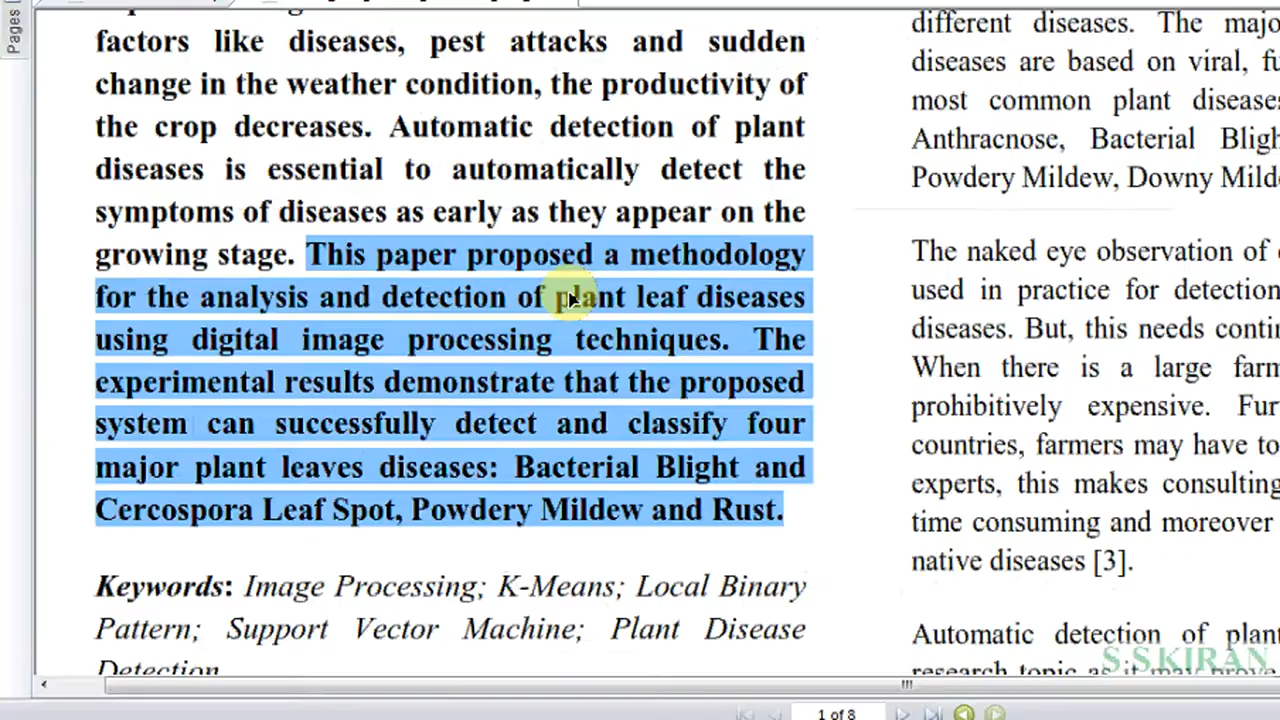 Pages
factors like diseases, pest attacks and sudden
change in the weather condition, the productivity of
the crop decreases. Automatic detection of plant
diseases is essential to automatically detect the
symptoms of diseases as early as they appear on the
growing stage. This paper proposed a methodology
for the analysis and detection of plant leaf diseases
using digital image processing techniques. The
experimental results demonstrate that the proposed
system can successfully detect and classify four
major plant leaves diseases: Bacterial Blight and
Cercospora Leaf Spot, Powdery Mildew and Rust.
Keywords: Image Processing; K-Means; Local Binary
Pattern; Support Vector Machine; Plant Disease
Detection
different diseases. The
diseases are based on viral,
most common plant
Anthracnose, Bacterial
Powdery Mildew, Downy
The naked eye observation of
used in practice for detection
diseases. But, this needs
When there is a large
prohibitively expensive.
countries, farmers may have to
experts, this makes consulting
time consuming and moreover
native diseases [3].
Automatic detection of
research topic as it may prove
S.S.KIRAN
1 of 8